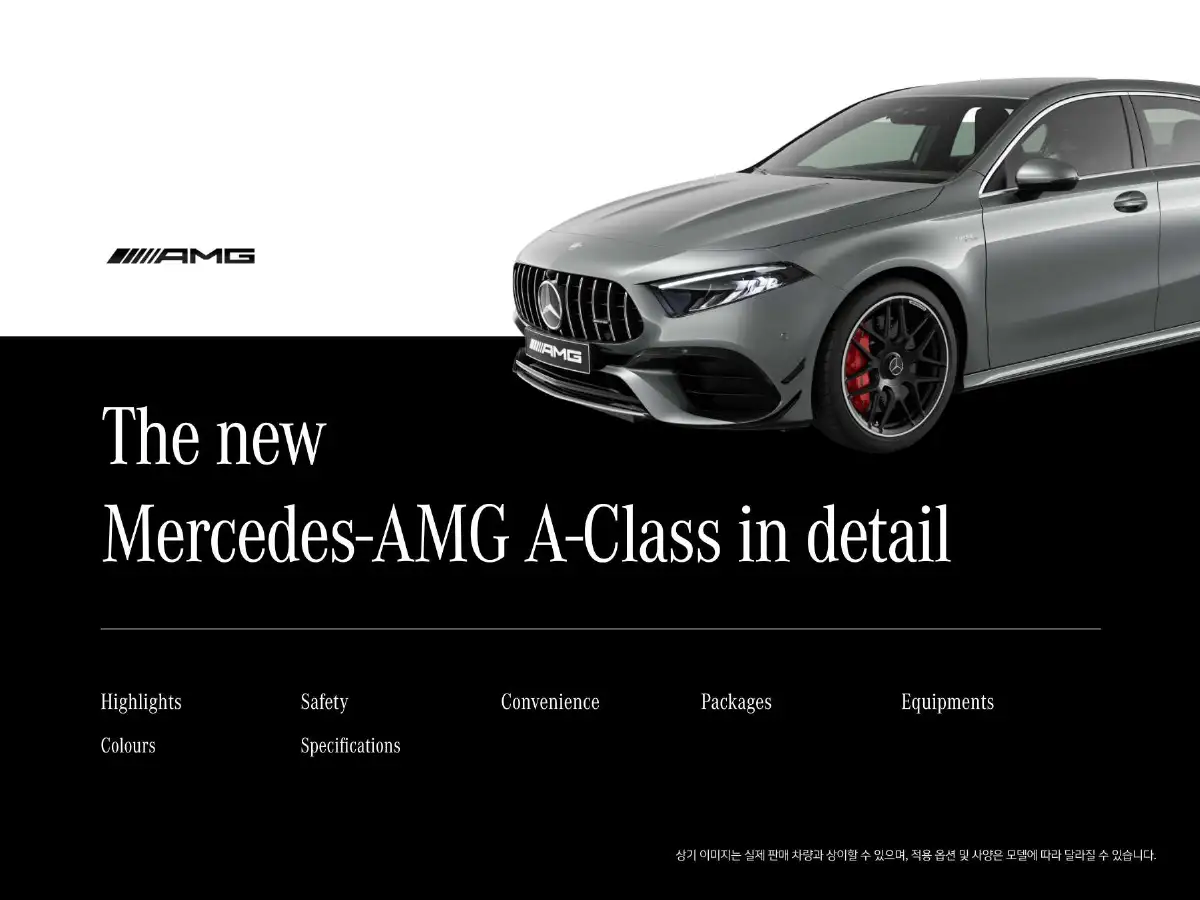 AMG
AMG
The new
Mercedes-AMG A-Class in detail
Highlights Safety Convenience Packages Equipments
Colours Specifications
상기 이미지는 실제 판매 차량과 상이할 수 있으며, 적용 옵션 및 사양은 모델에 따라 달라질 수 있습니다.